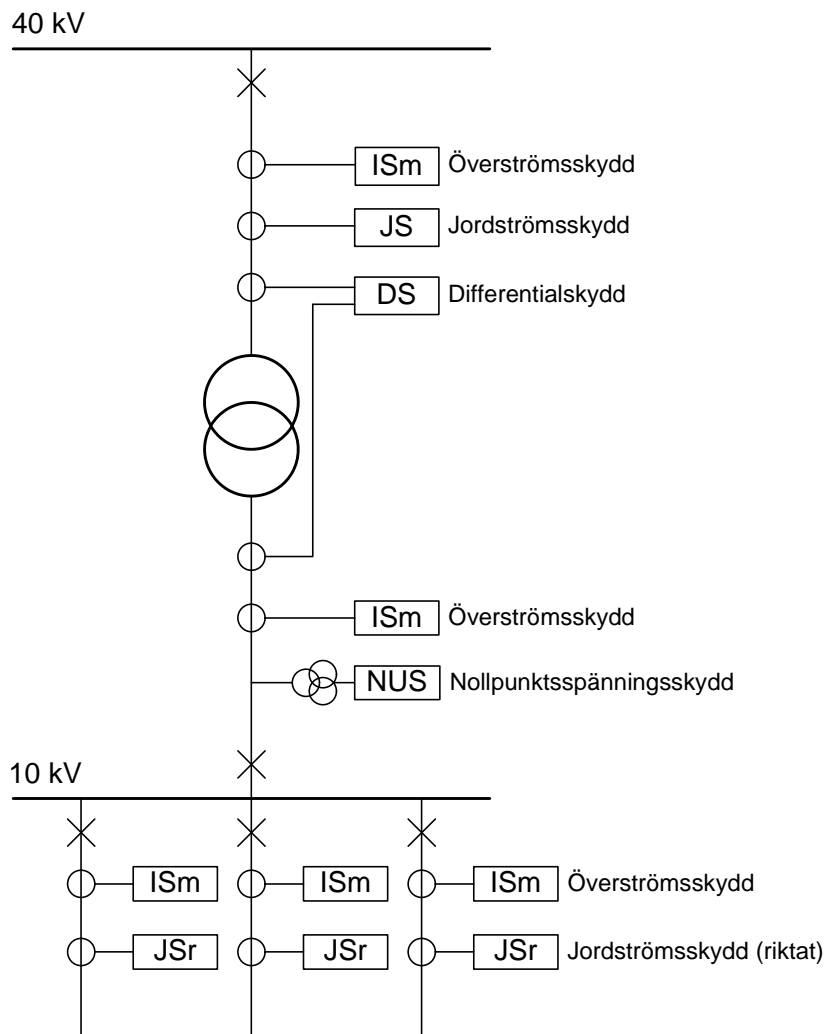 40 kV
ISm Överströmsskydd
JS Jordströmsskydd
DS Differentialskydd
ISm Överströmsskydd
NUS Nollpunktsspänningsskydd
10 kV
ISm ISm ISm Överströmsskydd
JSr JSr JSr Jordströmsskydd (riktat)